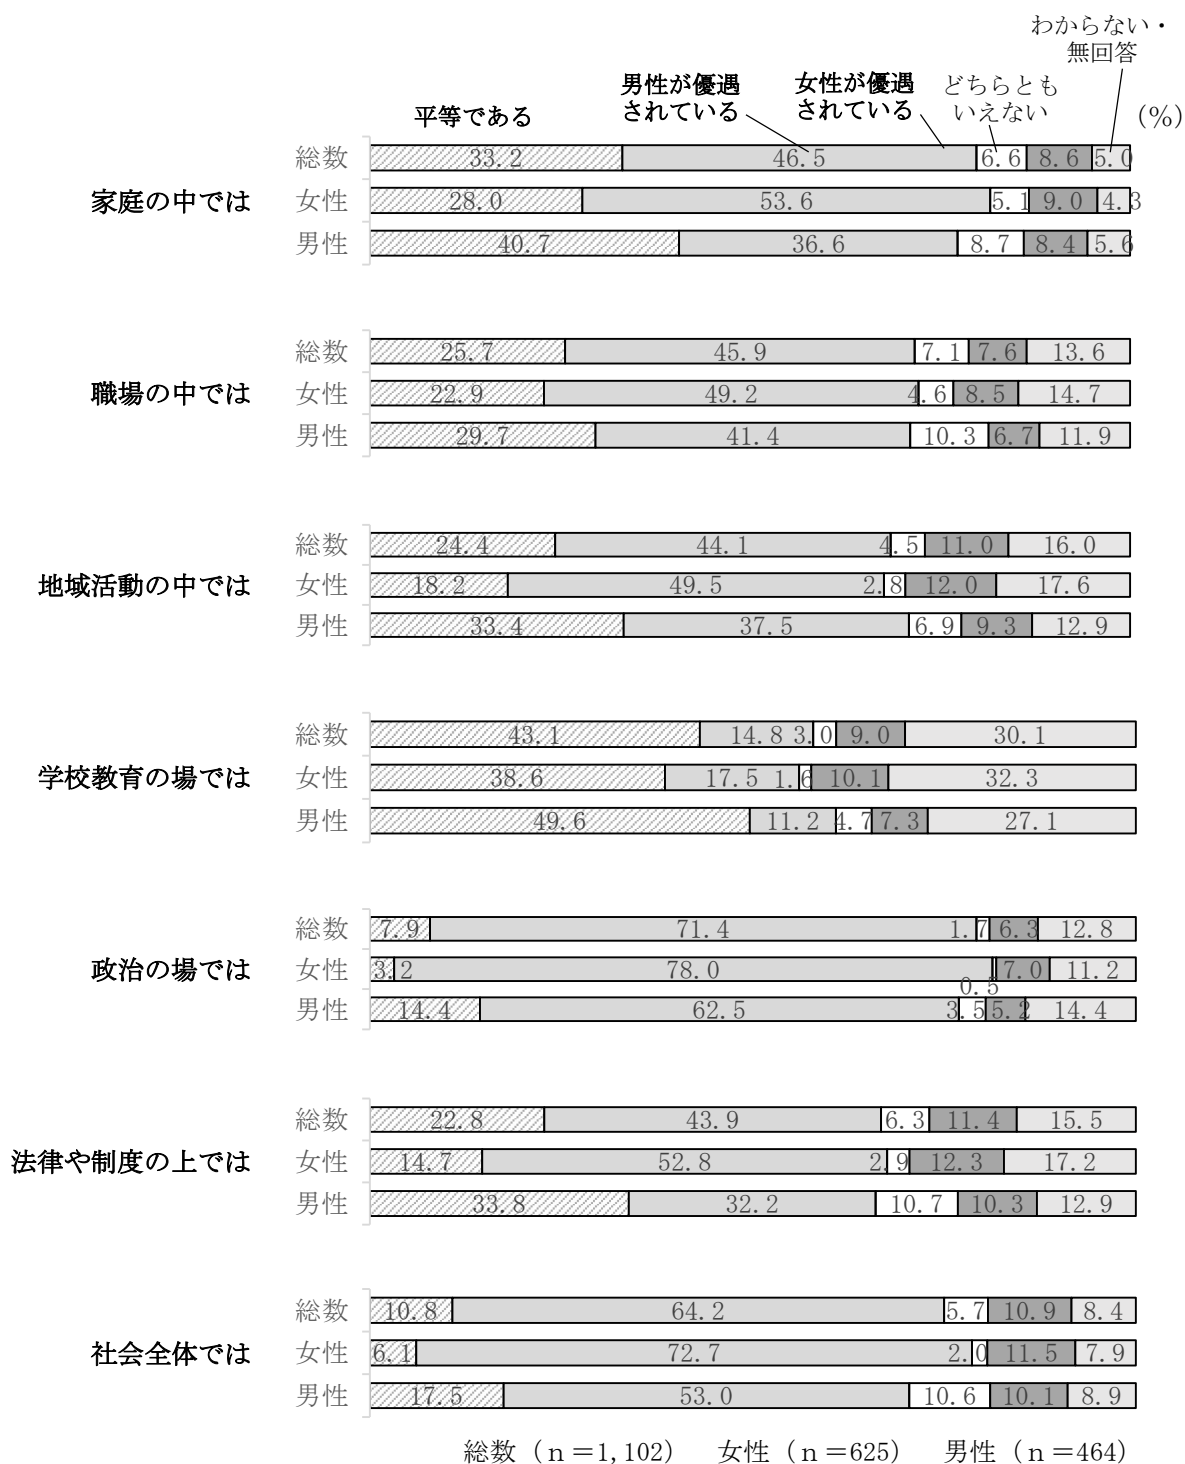 わからない・
無回答
男性が優遇
されている
女性が優遇
されている
どちらとも
いえない
平等である
(%)
家庭の中では
総数 33.2 46.5 6.6 8.6 5.0
女性 28.0 53.6 5.1 9.0 4.3
男性 40.7 36.6 8.7 8.4 5.6
職場の中では
総数 25.7 45.9 7.1 7.6 13.6
女性 22.9 49.2 4.6 8.5 14.7
男性 29.7 41.4 10.3 6.7 11.9
地域活動の中では
総数 24.4 44.1 4.5 11.0 16.0
女性 18.2 49.5 2.8 12.0 17.6
男性 33.4 37.5 6.9 9.3 12.9
学校教育の場では
総数 43.1 14.8 3.0 9.0 30.1
女性 38.6 17.5 1.6 10.1 32.3
男性 49.6 11.2 4.7 7.3 27.1
政治の場では
総数 7.9 71.4 1.7 6.3 12.8
女性 3.2 78.0 0.5 7.0 11.2
男性 14.4 62.5 3.5 5.2 14.4
法律や制度の上では
総数 22.8 43.9 6.3 11.4 15.5
女性 14.7 52.8 2.9 12.3 17.2
男性 33.8 32.2 10.7 10.3 12.9
社会全体では
総数 10.8 64.2 5.7 10.9 8.4
女性 6.1 72.7 2.0 11.5 7.9
男性 17.5 53.0 10.6 10.1 8.9
総数（ｎ＝1,102） 女性（ｎ＝625） 男性（ｎ＝464）